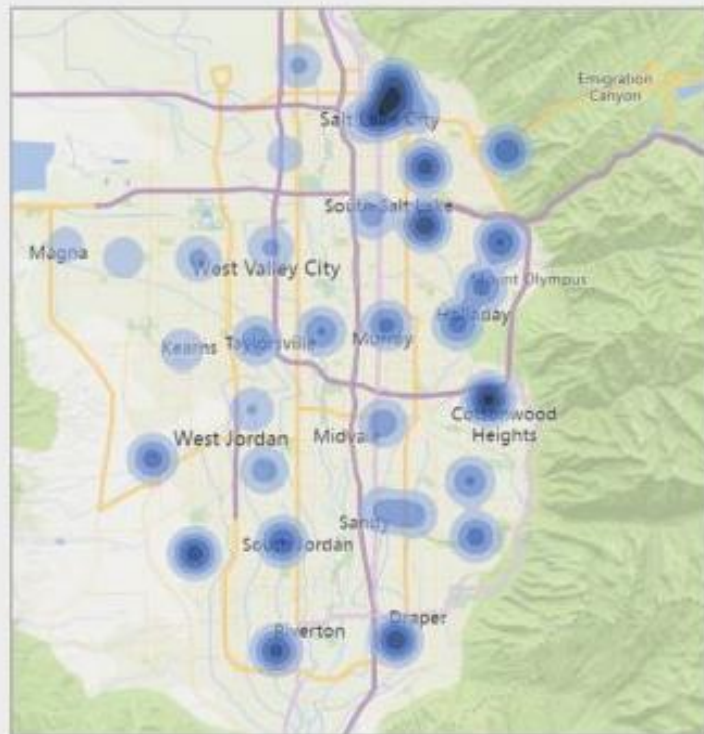 Emigration
Canyon
Salt Lake City
South Salt Lake
Magna
West Valley City
Mount Olympus
Holladay
Kearns
Taylorsville
Murray
Cottonwood
Heights
West Jordan
Midva
Sandy
South Jordan
Riverton
Draper